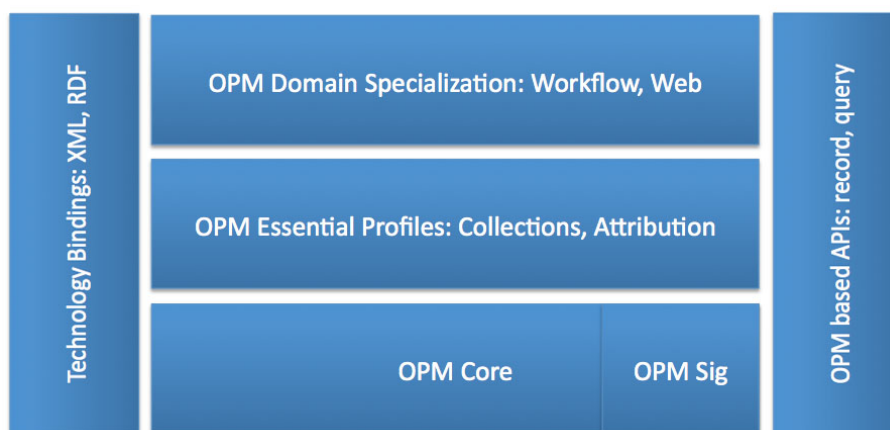 Technology Bindings: XML, RDF
OPM Domain Specialization: Workflow, Web
OPM Essential Profiles: Collections, Attribution
OPM Core
OPM Sig
OPM based APIs: record, query